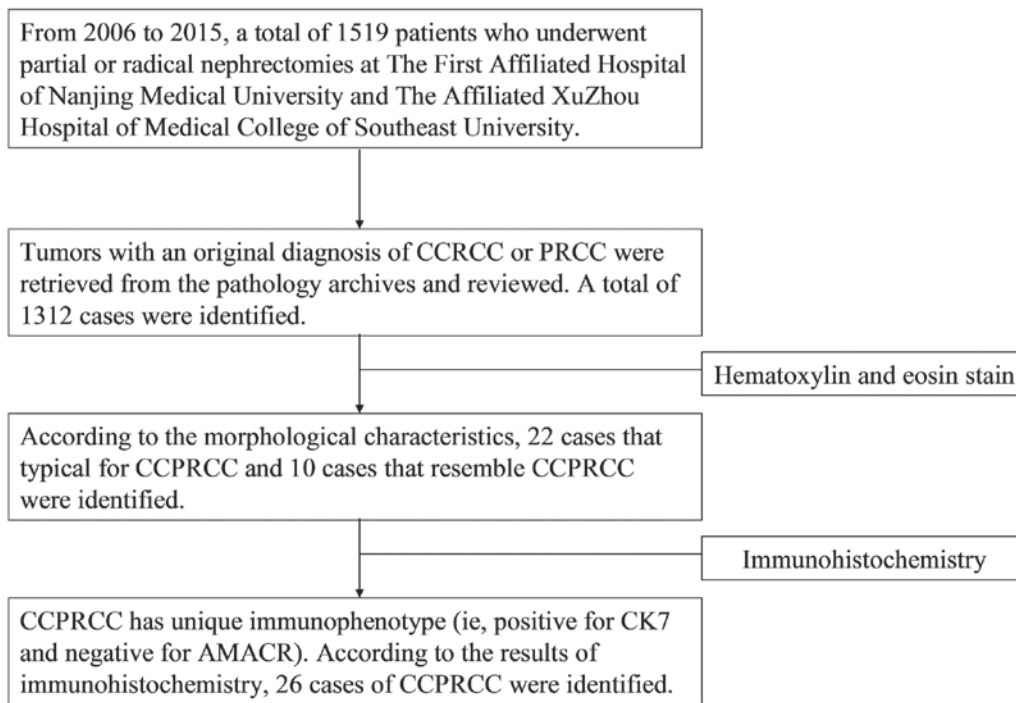 From 2006 to 2015, a total of 1519 patients who underwent
partial or radical nephrectomies at The First Affiliated Hospital
of Nanjing Medical University and The Affiliated XuZhou
Hospital of Medical College of Southeast University.
Tumors with an original diagnosis of CCRCC or PRCC were
retrieved from the pathology archives and reviewed. A total of
1312 cases were identified.
Hematoxylin and eosin stain
According to the morphological characteristics, 22 cases that
typical for CCPRCC and 10 cases that resemble CCPRCC
were identified.
Immunohistochemistry
CCPRCC has unique immunophenotype (ie, positive for CK7
and negative for AMACR). According to the results of
immunohistochemistry, 26 cases of CCPRCC were identified.